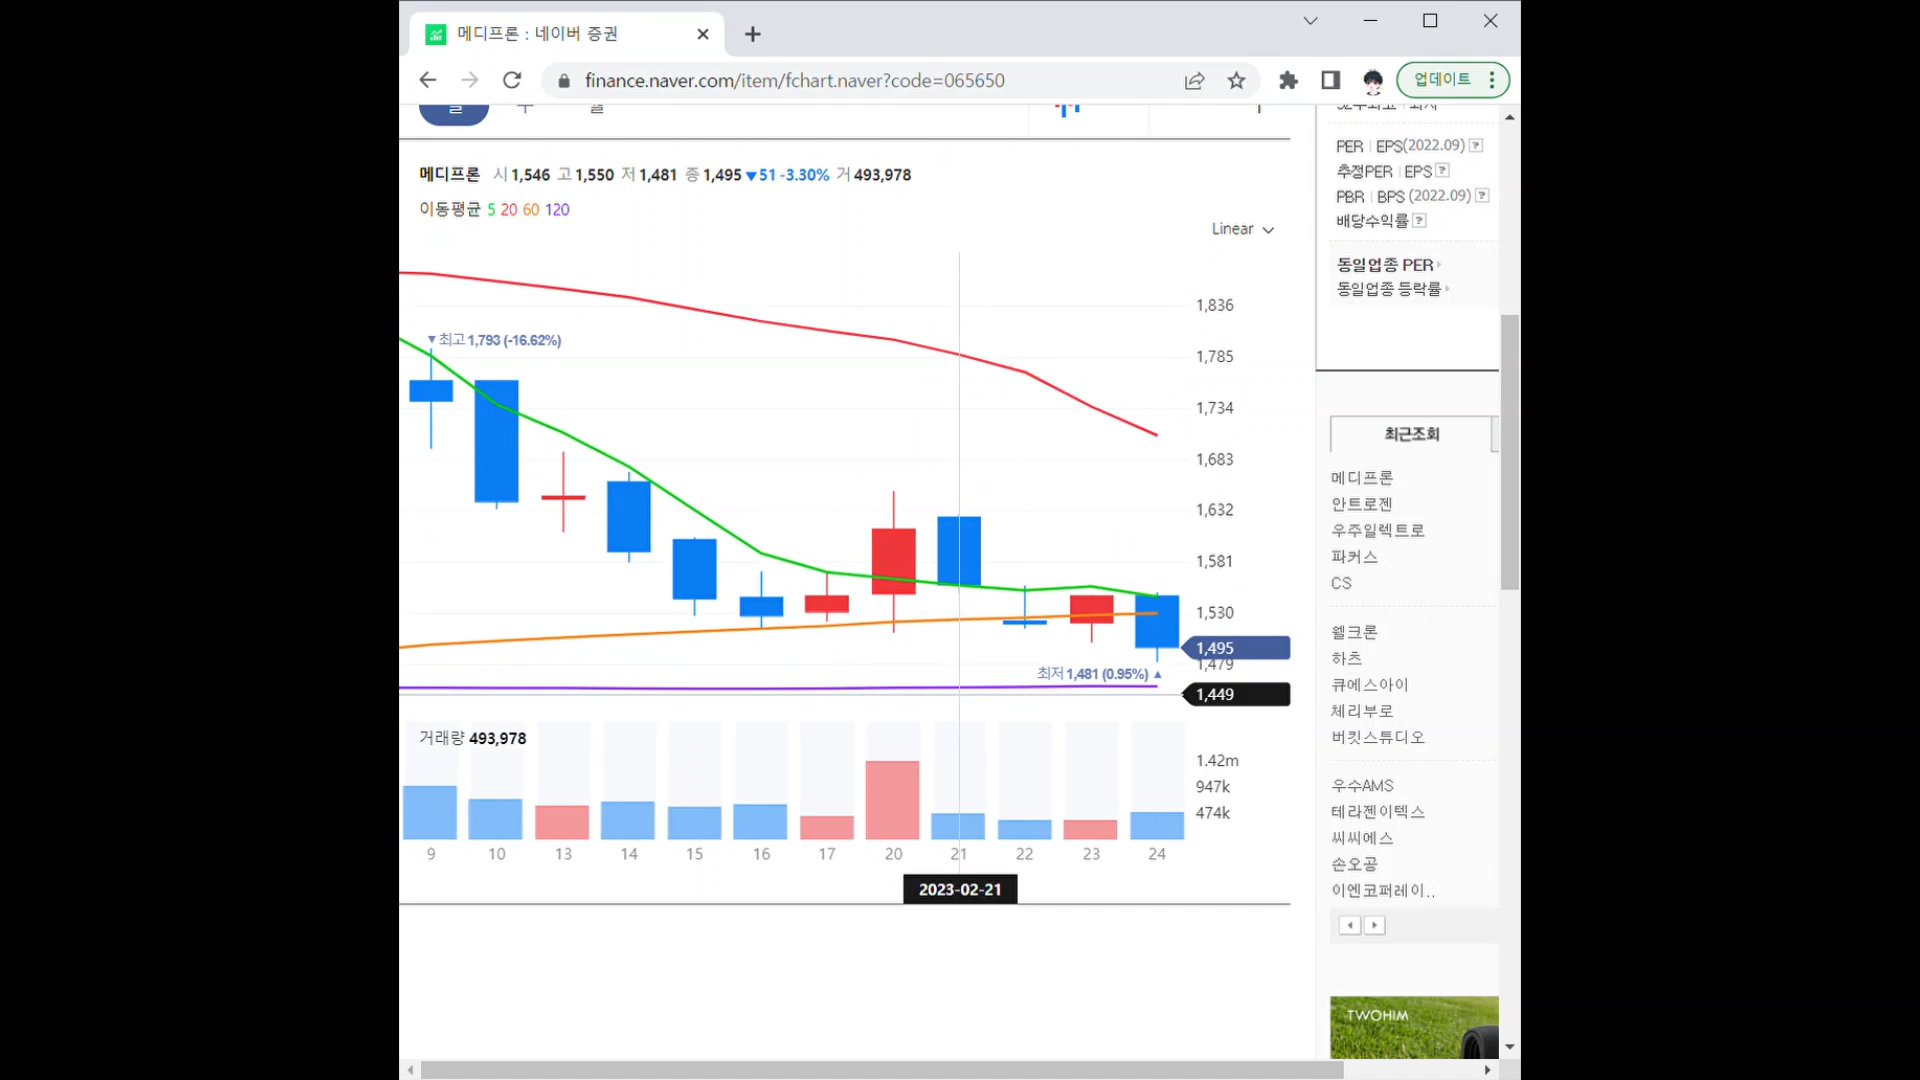 메디프론 : 네이버 증권
finance.naver.com/item/fchart.naver?code=065650
업데이트
메디프론 시 1,546 고 1,550 저 1,481 종 1,495 ▼51 -3.30% 거 493,978
이동평균 5 20 60 120
Linear
1,836
▼최고 1,793 (-16.62%)
1,785
1,734
1,683
1,632
1,581
1,530
1,495
1,479
최저 1,481 (0.95%) ▲
1,449
거래량 493,978
1.42m
947k
474k
9 10 13 14 15 16 17 20 21 22 23 24
2023-02-21
PER | EPS(2022.09) ?
추정PER | EPS ?
PBR | BPS (2022.09) ?
배당수익률 ?
동일업종 PER
동일업종 등락률
최근조회
메디프론
안트로젠
우주일렉트로
파커스
CS
웰크론
하츠
큐에스아이
체리부로
버킷스튜디오
우수AMS
테라젠이텍스
씨씨에스
손오공
이엔코퍼레이..
TWOHIM